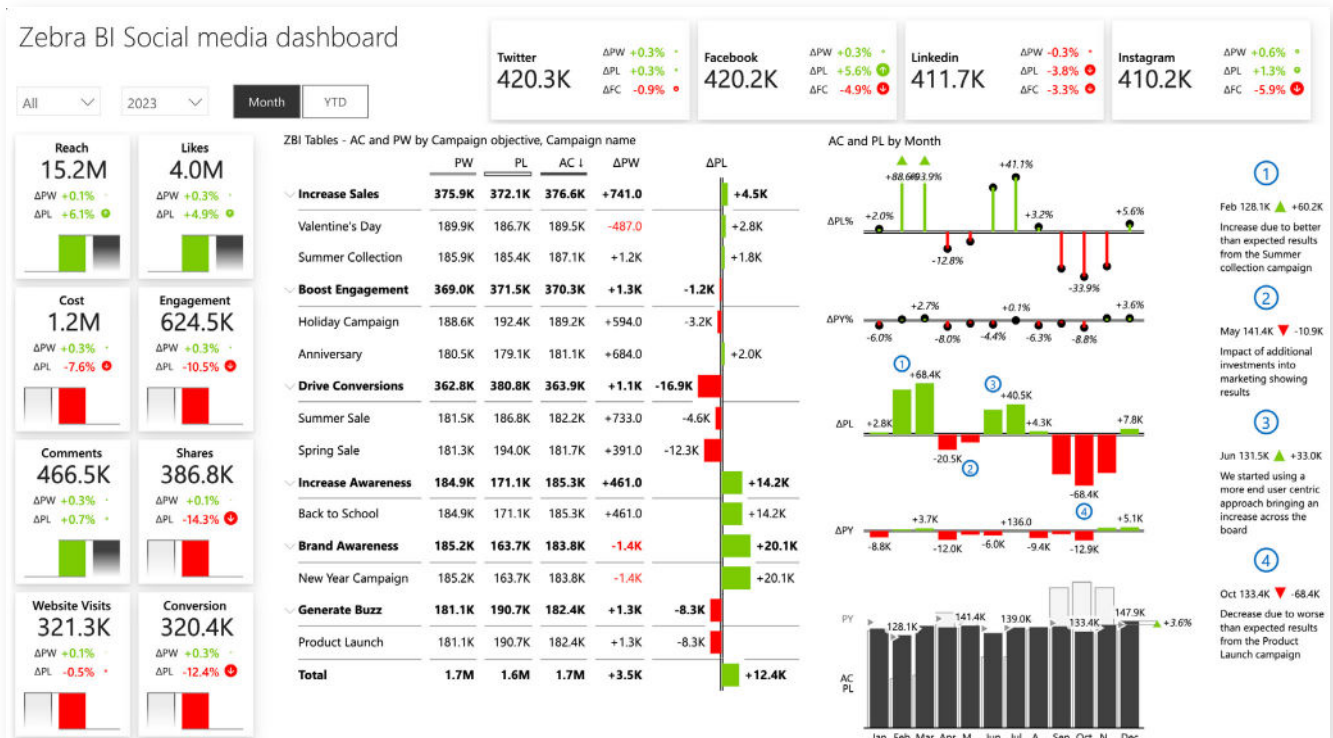 Zebra BI Social media dashboard
All
2023
Month
YTD
Twitter
420.3K
ΔPW +0.3%
ΔPL +0.3%
ΔFC -0.9%
Facebook
420.2K
ΔPW +0.3%
ΔPL +5.6%
ΔFC -4.9%
Linkedin
411.7K
ΔPW -0.3%
ΔPL -3.8%
ΔFC -3.3%
Instagram
410.2K
ΔPW +0.6%
ΔPL +1.3%
ΔFC -5.9%
Reach
15.2M
ΔPW +0.1%
ΔPL +6.1%
Likes
4.0M
ΔPW +0.3%
ΔPL +4.9%
Cost
1.2M
ΔPW +0.3%
ΔPL -7.6%
Engagement
624.5K
ΔPW +0.3%
ΔPL -10.5%
Comments
466.5K
ΔPW +0.3%
ΔPL +0.7%
Shares
386.8K
ΔPW +0.1%
ΔPL -14.3%
Website Visits
321.3K
ΔPW +0.1%
ΔPL -0.5%
Conversion
320.4K
ΔPW +0.3%
ΔPL -12.4%
ZBI Tables - AC and PW by Campaign objective, Campaign name
PW PL AC ↓ ΔPW ΔPL
Increase Sales 375.9K 372.1K 376.6K +741.0 +4.5K
Valentine's Day 189.9K 186.7K 189.5K -487.0 +2.8K
Summer Collection 185.9K 185.4K 187.1K +1.2K +1.8K
Boost Engagement 369.0K 371.5K 370.3K +1.3K -1.2K
Holiday Campaign 188.6K 192.4K 189.2K +594.0 -3.2K
Anniversary 180.5K 179.1K 181.1K +684.0 +2.0K
Drive Conversions 362.8K 380.8K 363.9K +1.1K -16.9K
Summer Sale 181.5K 186.8K 182.2K +733.0 -4.6K
Spring Sale 181.3K 194.0K 181.7K +391.0 -12.3K
Increase Awareness 184.9K 171.1K 185.3K +461.0 +14.2K
Back to School 184.9K 171.1K 185.3K +461.0 +14.2K
Brand Awareness 185.2K 163.7K 183.8K -1.4K +20.1K
New Year Campaign 185.2K 163.7K 183.8K -1.4K +20.1K
Generate Buzz 181.1K 190.7K 182.4K +1.3K -8.3K
Product Launch 181.1K 190.7K 182.4K +1.3K -8.3K
Total 1.7M 1.6M 1.7M +3.5K +12.4K
AC and PL by Month
ΔPL%
+2.0% +93.9% -12.8% +41.1% +3.2% -33.9% +5.6%
ΔPY%
-6.0% +2.7% -8.0% -4.4% +0.1% -6.3% -8.8% +3.6%
ΔPL
+2.8K 1 +68.4K -20.5K 2 3 +40.5K +4.3K -68.4K +7.8K
ΔPY
-8.8K +3.7K -12.0K -6.0K +136.0 -9.4K 4 -12.9K +5.1K
PY
128.1K 141.4K 139.0K 133.4K 147.9K +3.6%
AC
PL
Jan Feb Mar Apr M... Jun Jul A... Sep Oct N... Dec
1
Feb 128.1K ▲ +60.2K
Increase due to better
than expected results
from the Summer
collection campaign
2
May 141.4K ▼ -10.9K
Impact of additional
investments into
marketing showing
results
3
Jun 131.5K ▲ +33.0K
We started using a
more end user centric
approach bringing an
increase across the
board
4
Oct 133.4K ▼ -68.4K
Decrease due to worse
than expected results
from the Product
Launch campaign